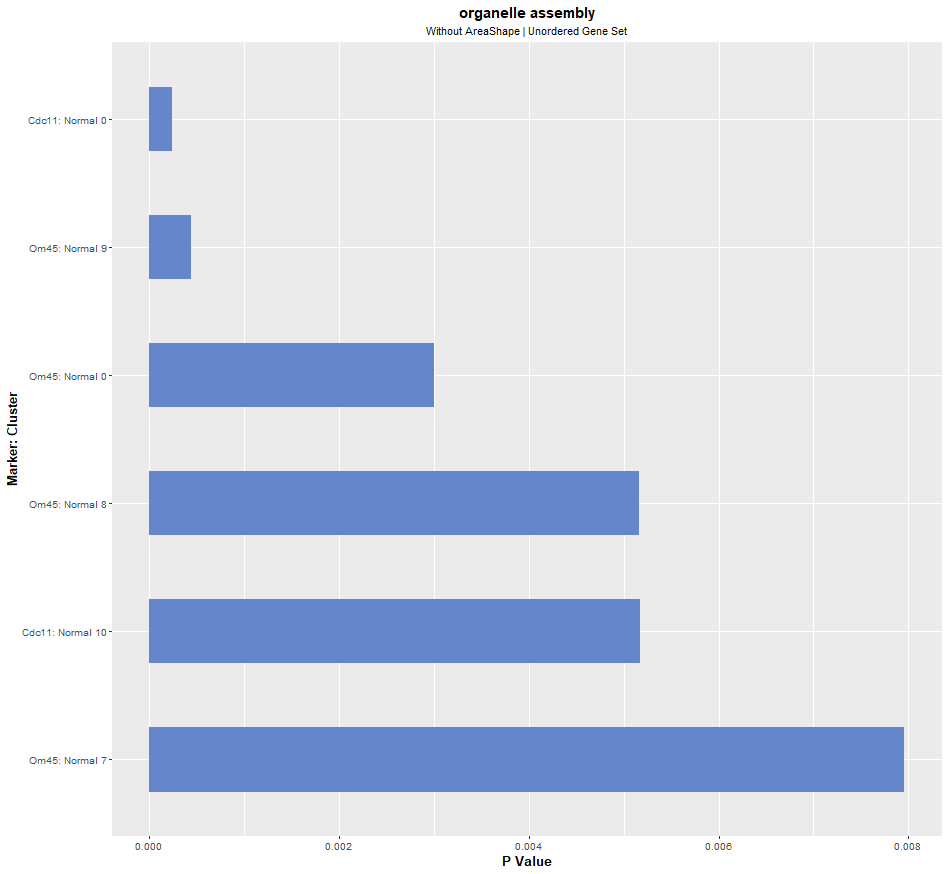 organelle assembly
Without AreaShape | Unordered Gene Set
Marker: Cluster
Cdc11: Normal 0
Om45: Normal 9
Om45: Normal 0
Om45: Normal 8
Cdc11: Normal 10
Om45: Normal 7
0.000
0.002
0.004
0.006
0.008
P Value